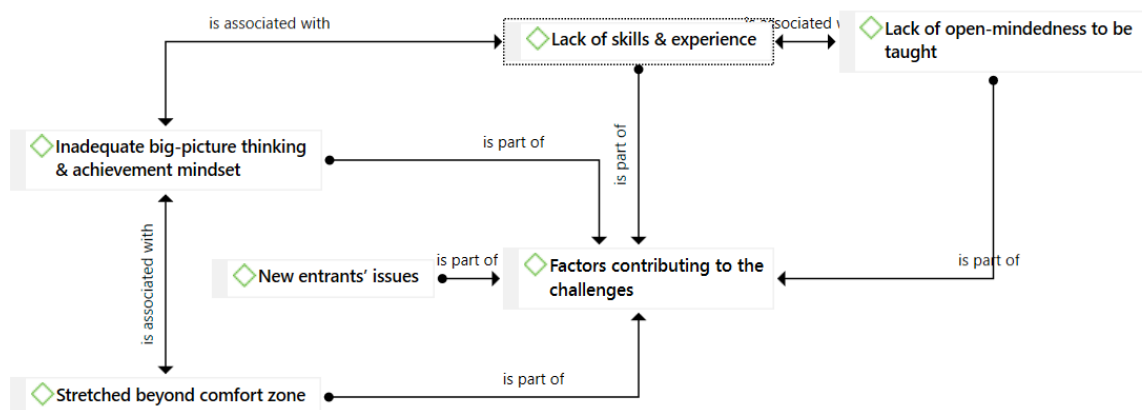 is associated with
Lack of skills & experience
is associated w
Lack of open-mindedness to be
taught
Inadequate big-picture thinking
& achievement mindset
is part of
is part of
is associated with
New entrants' issues
is part of
Factors contributing to the
challenges
is part of
Stretched beyond comfort zone
is part of